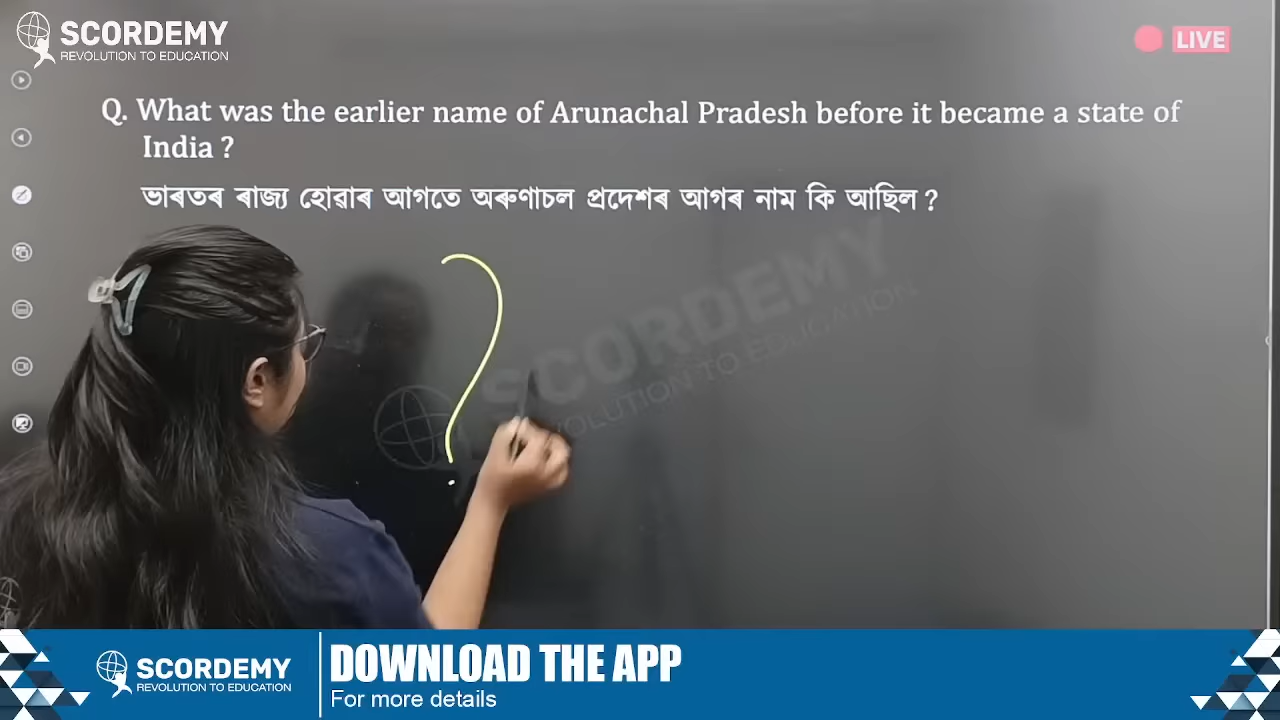 SCORDEMY
REVOLUTION TO EDUCATION
LIVE
Q. What was the earlier name of Arunachal Pradesh before it became a state of
India ?
ভাৰতৰ ৰাজ্য হোৱাৰ আগতে অৰুণাচল প্ৰদেশৰ আগৰ নাম কি আছিল ?
?
SCORDEMY
REVOLUTION TO EDUCATION
SCORDEMY
REVOLUTION TO EDUCATION
DOWNLOAD THE APP
For more details